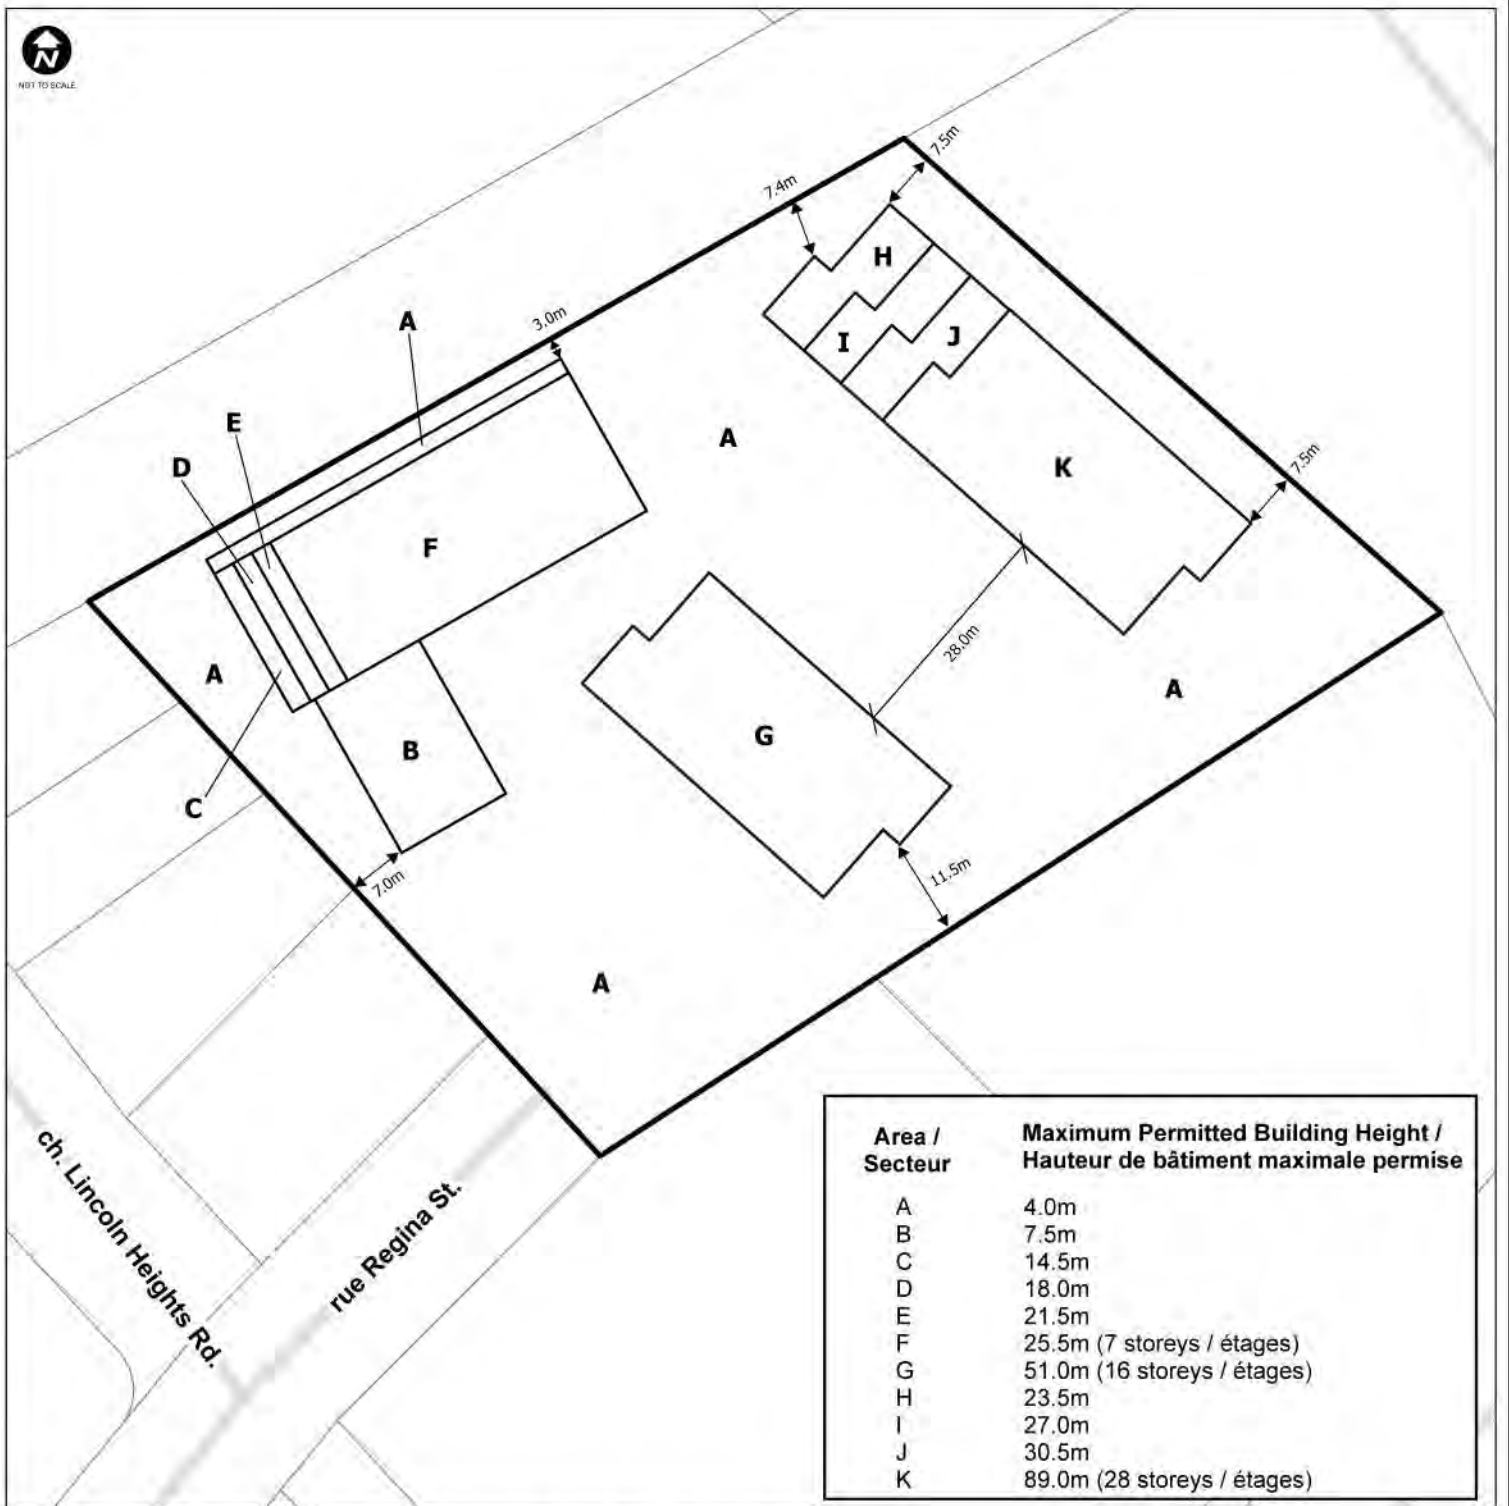 N
NOT TO SCALE
7.5m
7.4m
H
3.0m
A
I
J
E
A
D
K
7.5m
F
28.0m
A
A
G
B
C
11.5m
7.0m
A
ch. Lincoln Heights Rd.
rue Regina St.
Area / Secteur
Maximum Permitted Building Height /
Hauteur de bâtiment maximale permise
A 4.0m
B 7.5m
C 14.5m
D 18.0m
E 21.5m
F 25.5m (7 storeys / étages)
G 51.0m (16 storeys / étages)
H 23.5m
I 27.0m
J 30.5m
K 89.0m (28 storeys / étages)